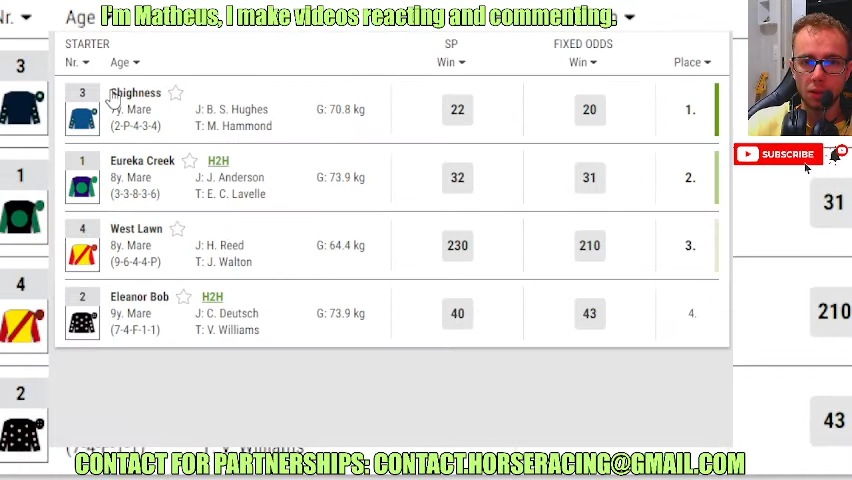 I'm Matheus, I make videos reacting and commenting.
Nr. Age
STARTER SP FIXED ODDS
Nr. Age Win Win Place
3 Shighness
7y. Mare J: B. S. Hughes G: 70.8 kg 22 20 1.
(2-P-4-3-4) T: M. Hammond
1 Eureka Creek H2H
8y. Mare J: J. Anderson G: 73.9 kg 32 31 2.
(3-3-8-3-6) T: E. C. Lavelle
4 West Lawn
8y. Mare J: H. Reed G: 64.4 kg 230 210 3.
(9-6-4-4-P) T: J. Walton
2 Eleanor Bob H2H
9y. Mare J: C. Deutsch G: 73.9 kg 40 43 4.
(7-4-F-1-1) T: V. Williams
3
1
4
2
SUBSCRIBE
31
210
43
(7-4-F-1-1) T: V. Williams
CONTACT FOR PARTNERSHIPS: CONTACT.HORSERACING@GMAIL.COM